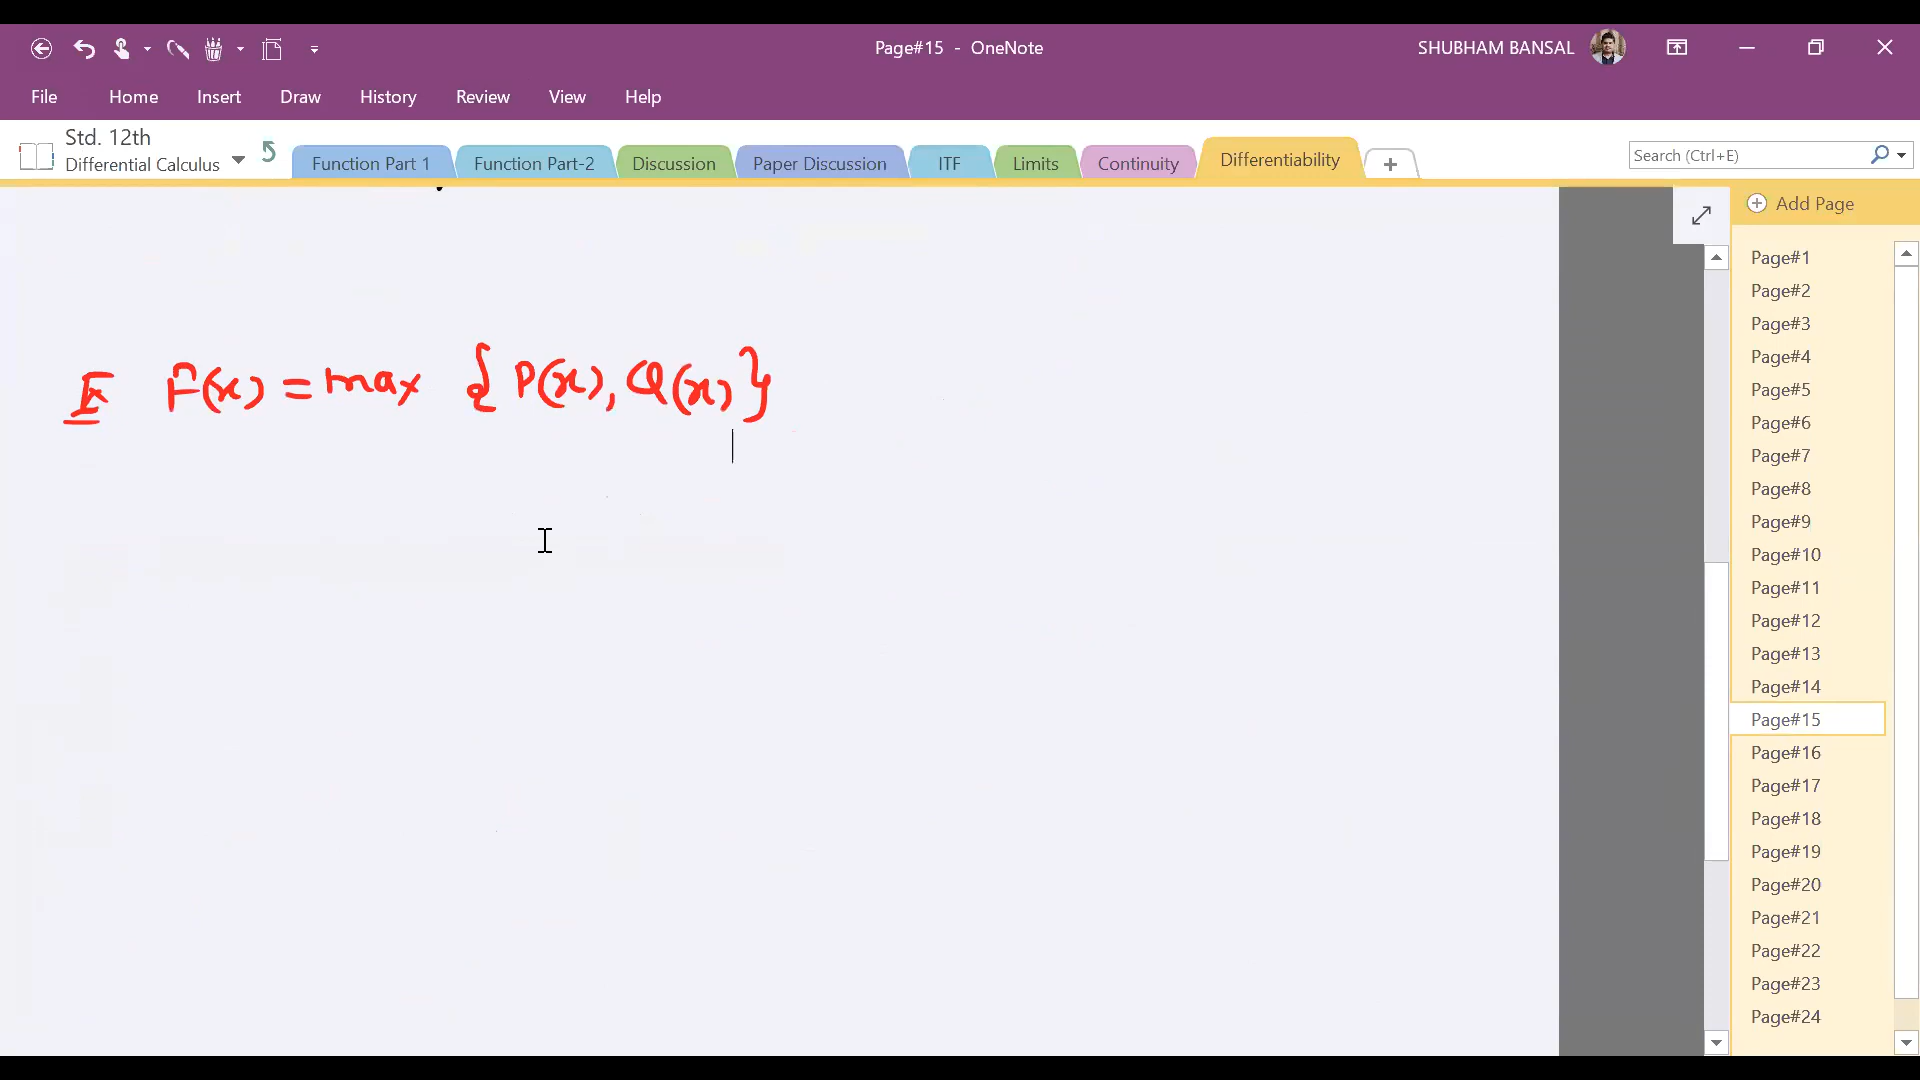 Page#15 - OneNote
SHUBHAM BANSAL
File Home Insert Draw History Review View Help
Std. 12th
Differential Calculus
Function Part 1 Function Part-2 Discussion Paper Discussion ITF Limits Continuity Differentiability
Search (Ctrl+E)
Add Page
Page#1
Page#2
Page#3
Page#4
Page#5
Page#6
Page#7
Page#8
Page#9
Page#10
Page#11
Page#12
Page#13
Page#14
Page#15
Page#16
Page#17
Page#18
Page#19
Page#20
Page#21
Page#22
Page#23
Page#24
F(x) = max { P(x), Q(x) }